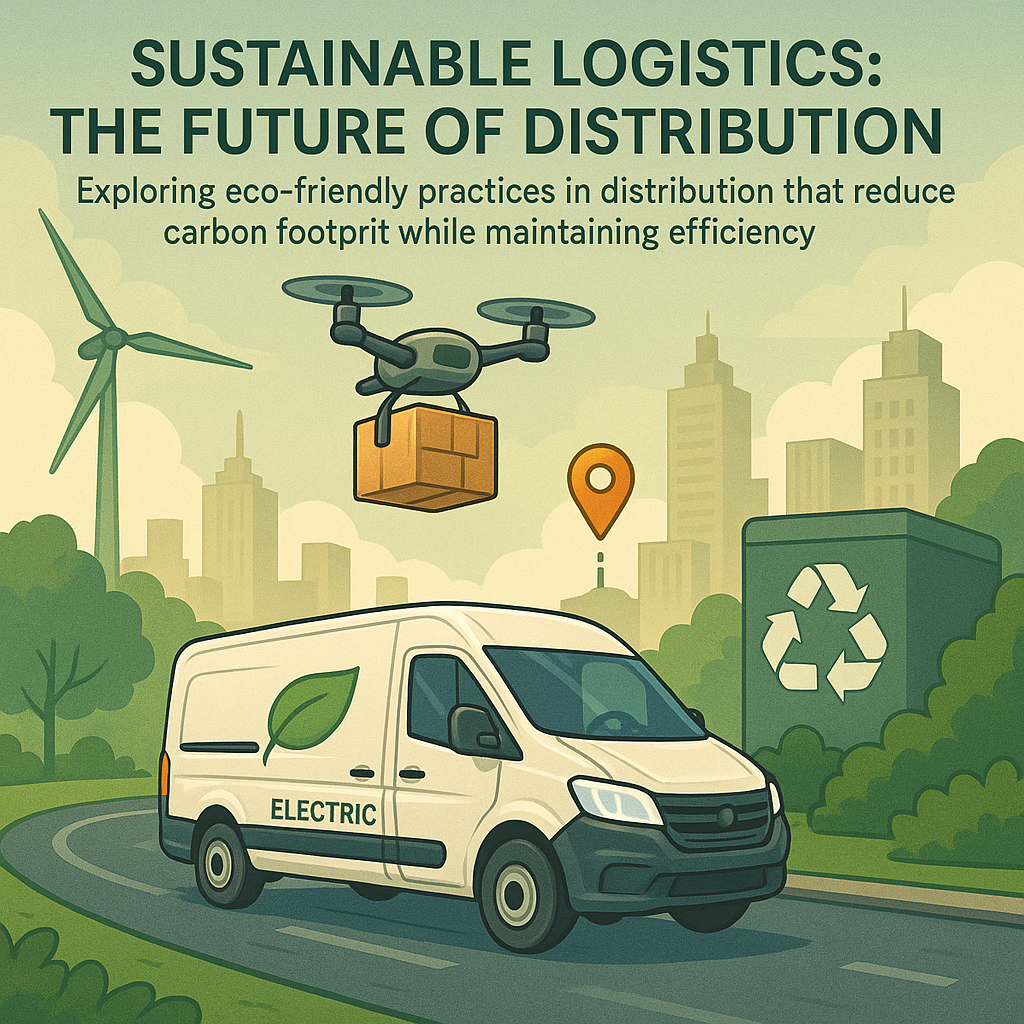 SUSTAINABLE LOGISTICS:
THE FUTURE OF DISTRIBUTION
Exploring eco-friendly practices in distribution that reduce
carbon footprit while maintaining efficiency
ELECTRIC